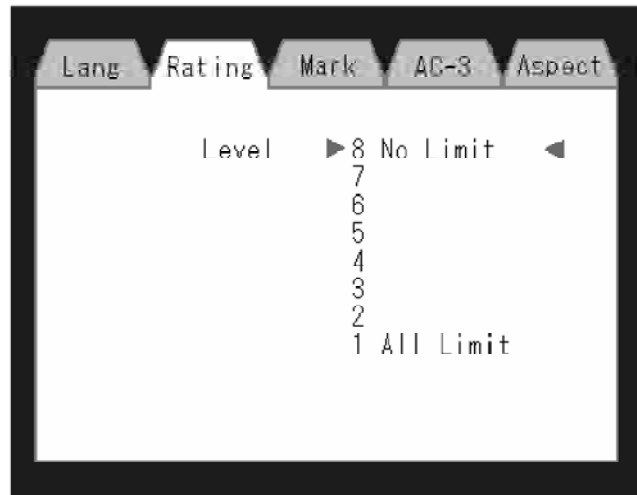 Lang Rating Mark AC-3 Aspect
Level ▶ 8 No Limit ◀
7
6
5
4
3
2
1 All Limit